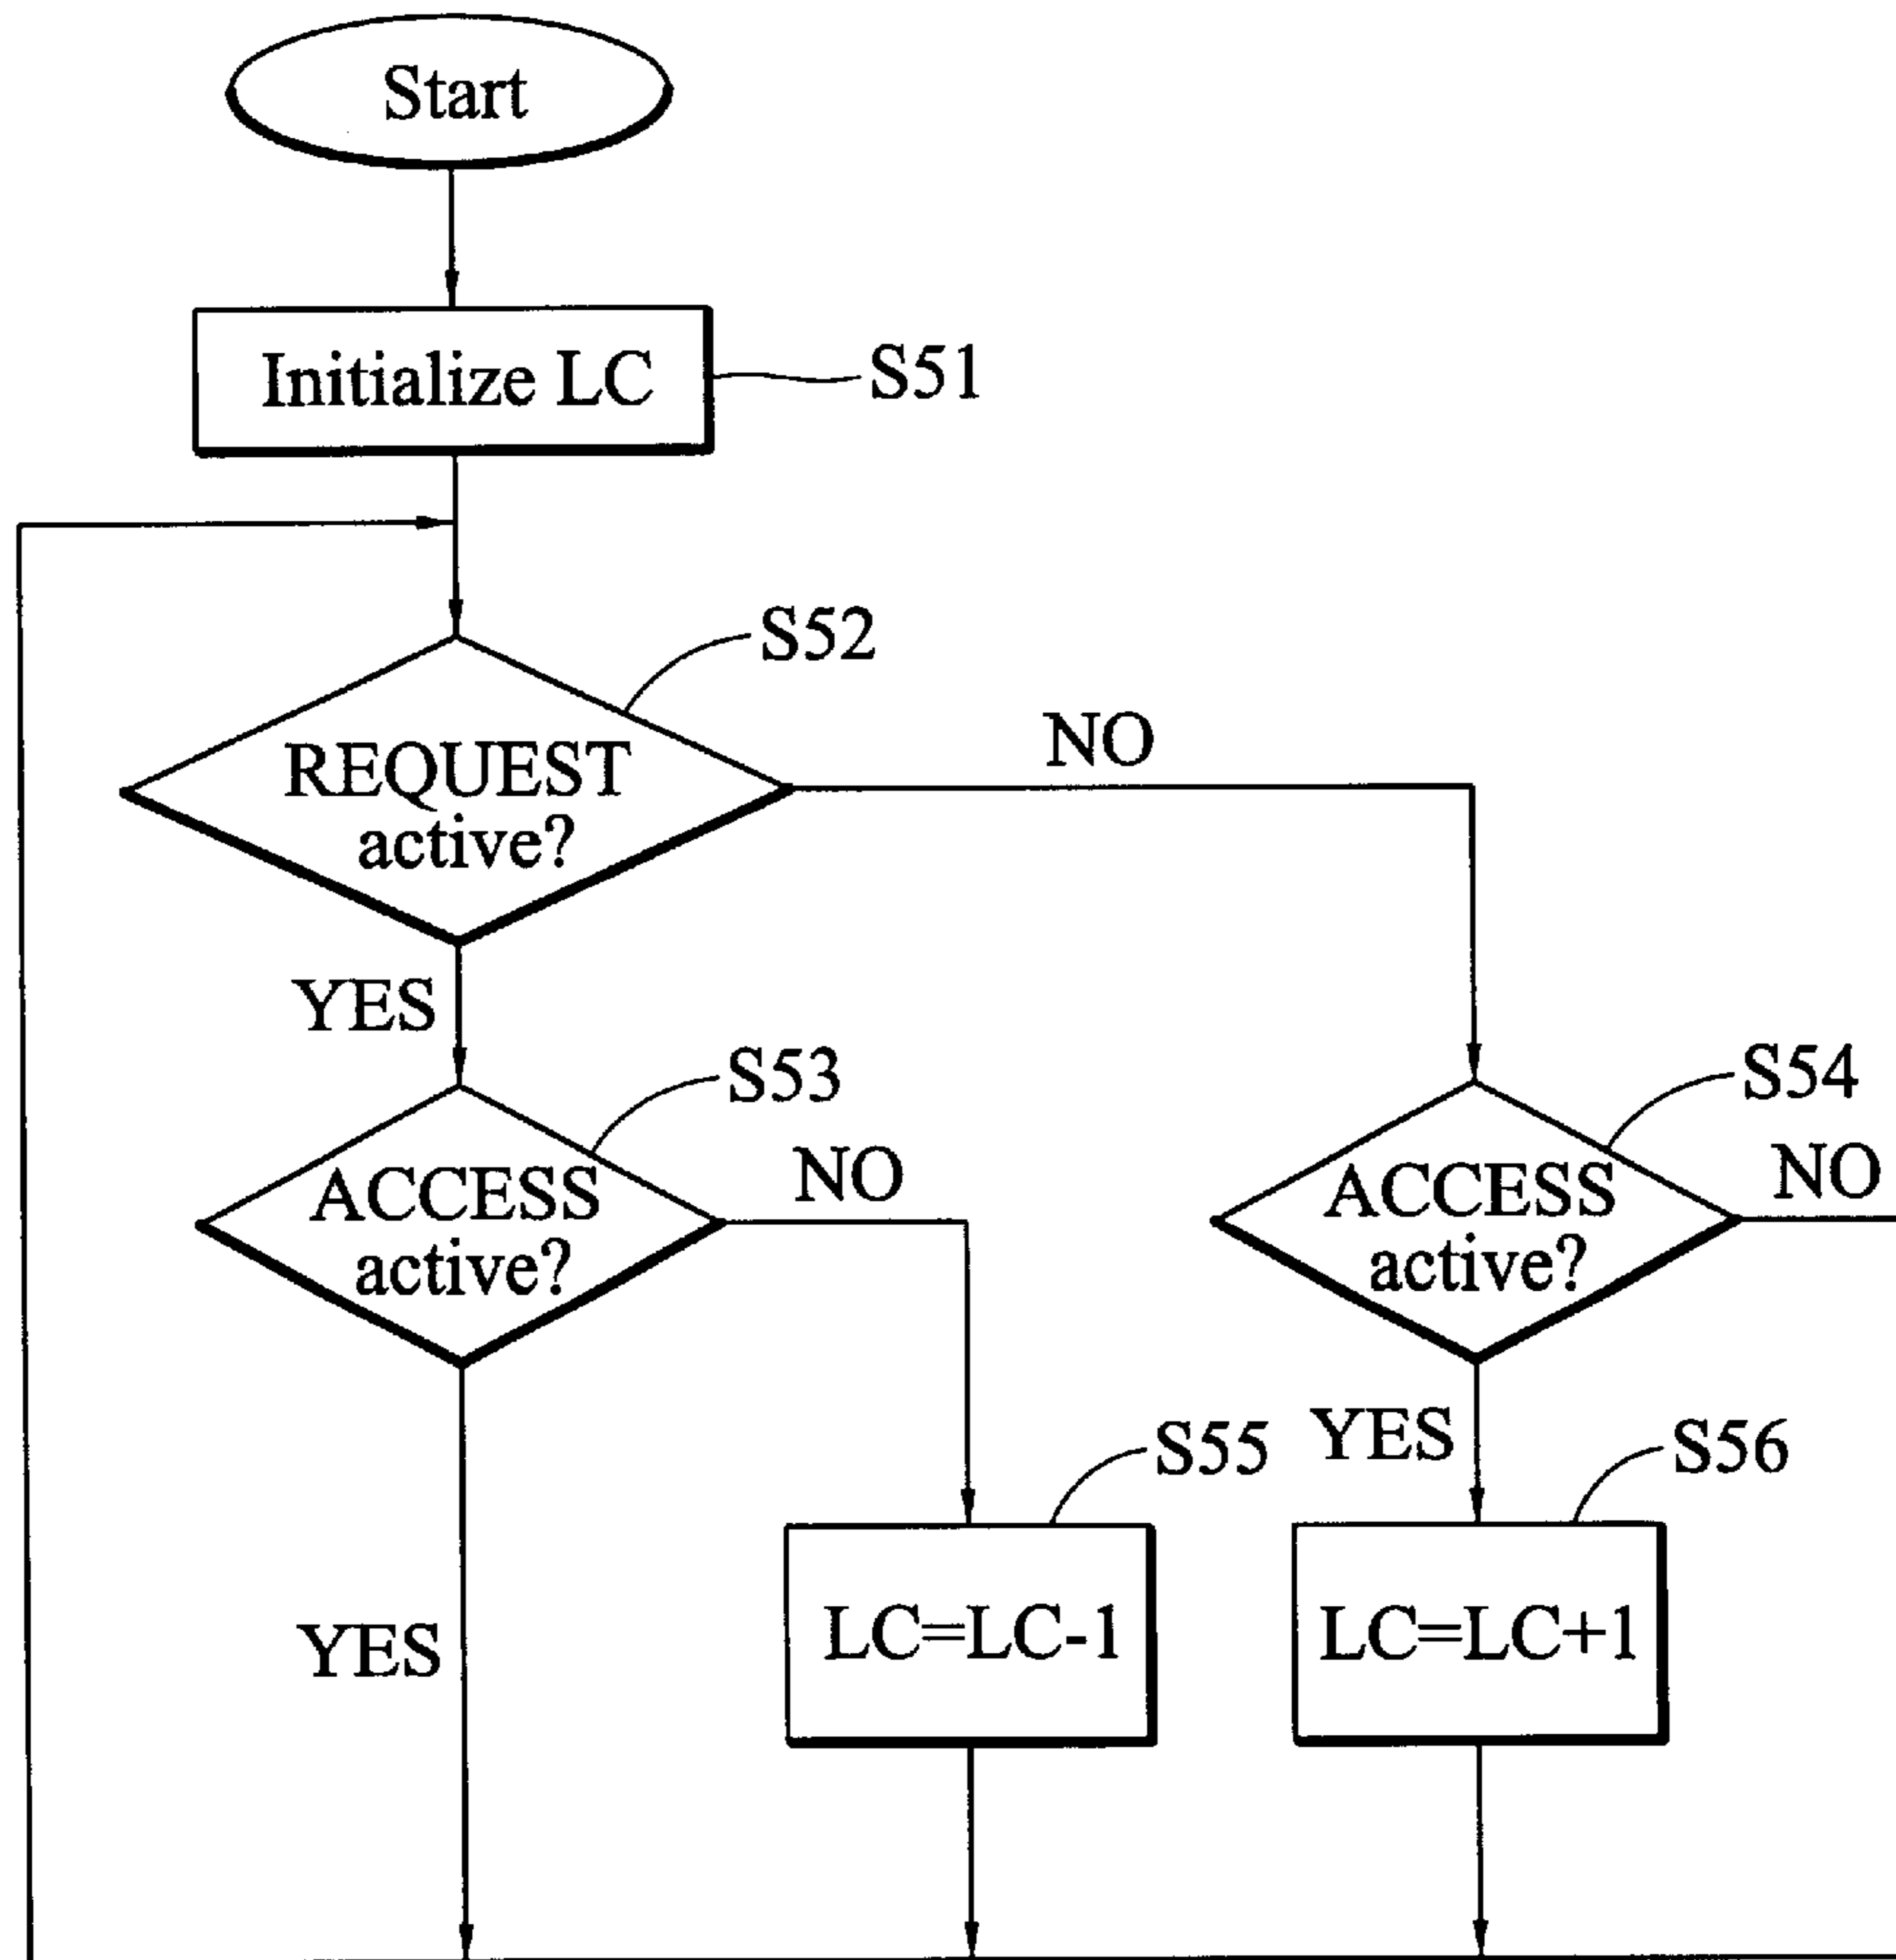 Start
Initialize LC
S51
S52
REQUEST
active?
NO
YES
S53
S54
ACCESS
active?
NO
ACCESS
active?
NO
YES
S55
YES
S56
LC=LC-1
LC=LC+1